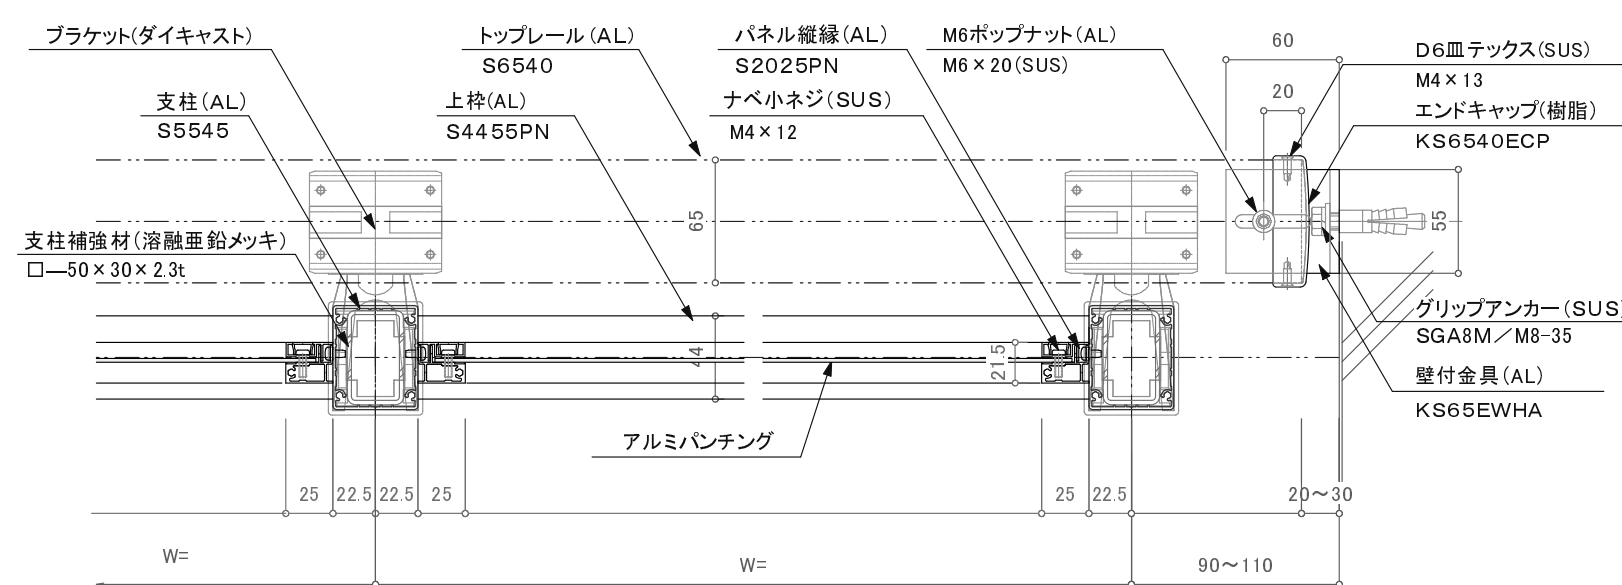 ブラケット(ダイキャスト)
トップレール(AL)
S6540
パネル縦縁(AL)
S2025PN
M6ポップナット(AL)
M6×20(SUS)
60
D6皿テックス(SUS)
M4×13
支柱(AL)
S5545
上枠(AL)
S4455PN
ナベ小ネジ(SUS)
M4×12
20
エンドキャップ(樹脂)
KS6540ECP
65
55
支柱補強材(溶融亜鉛メッキ)
□—50×30×2.3t
グリップアンカー(SUS)
SGA8M/M8-35
44
21.5
壁付金具(AL)
KS65EWHA
アルミパンチング
25
22.5
22.5
25
25
22.5
20～30
W=
W=
90～110